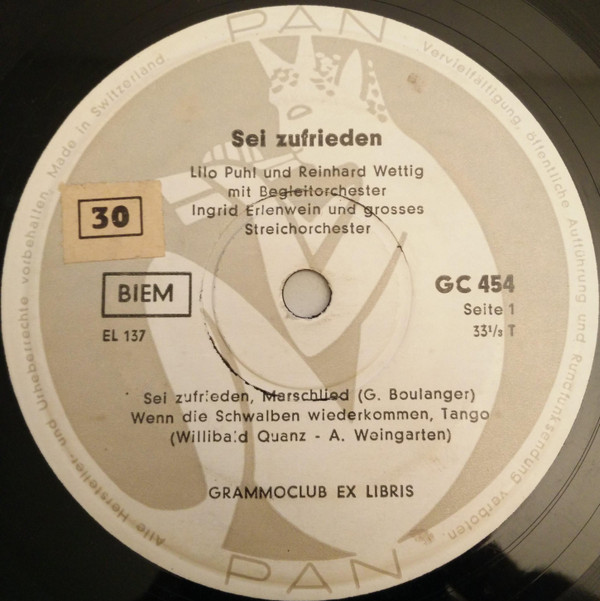 PAN
Made in Switzerland.
Vervielfältigung, öffentliche Aufführung und Rundfunksendung verboten.
Alle Hersteller- und Urheberrechte vorbehalten.
Sei zufrieden
Lilo Puhl und Reinhard Wettig
mit Begleitorchester
Ingrid Erlenwein und grosses
Streichorchester
30
BIEM
EL 137
GC 454
Seite 1
33⅓ T
Sei zufrieden, Marschlied (G. Boulanger)
Wenn die Schwalben wiederkommen, Tango
(Willibald Quanz - A. Weingarten)
GRAMMOCLUB EX LIBRIS
PAN